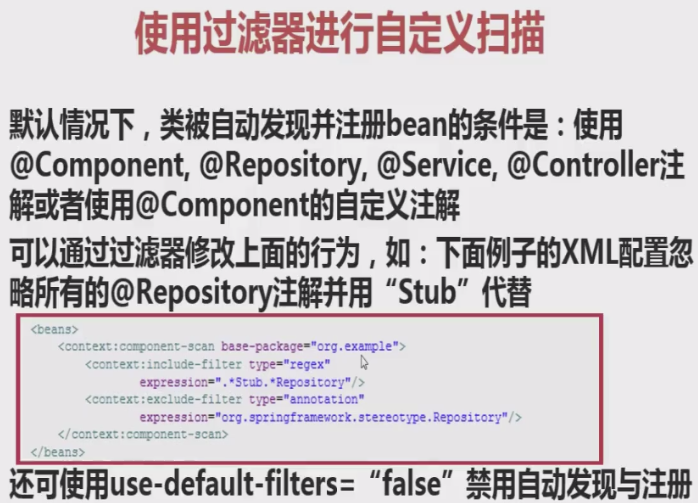 使用过滤器进行自定义扫描
默认情况下，类被自动发现并注册bean的条件是：使用
@Component, @Repository, @Service, @Controller注
解或者使用@Component的自定义注解
可以通过过滤器修改上面的行为，如：下面例子的XML配置忽
略所有的@Repository注解并用“Stub”代替
<beans>
<context:component-scan base-package="org.example">
<context:include-filter type="regex"
expression=".*Stub.*Repository"/>
<context:exclude-filter type="annotation"
expression="org.springframework.stereotype.Repository"/>
</context:component-scan>
</beans>
还可使用use-default-filters=“false”禁用自动发现与注册